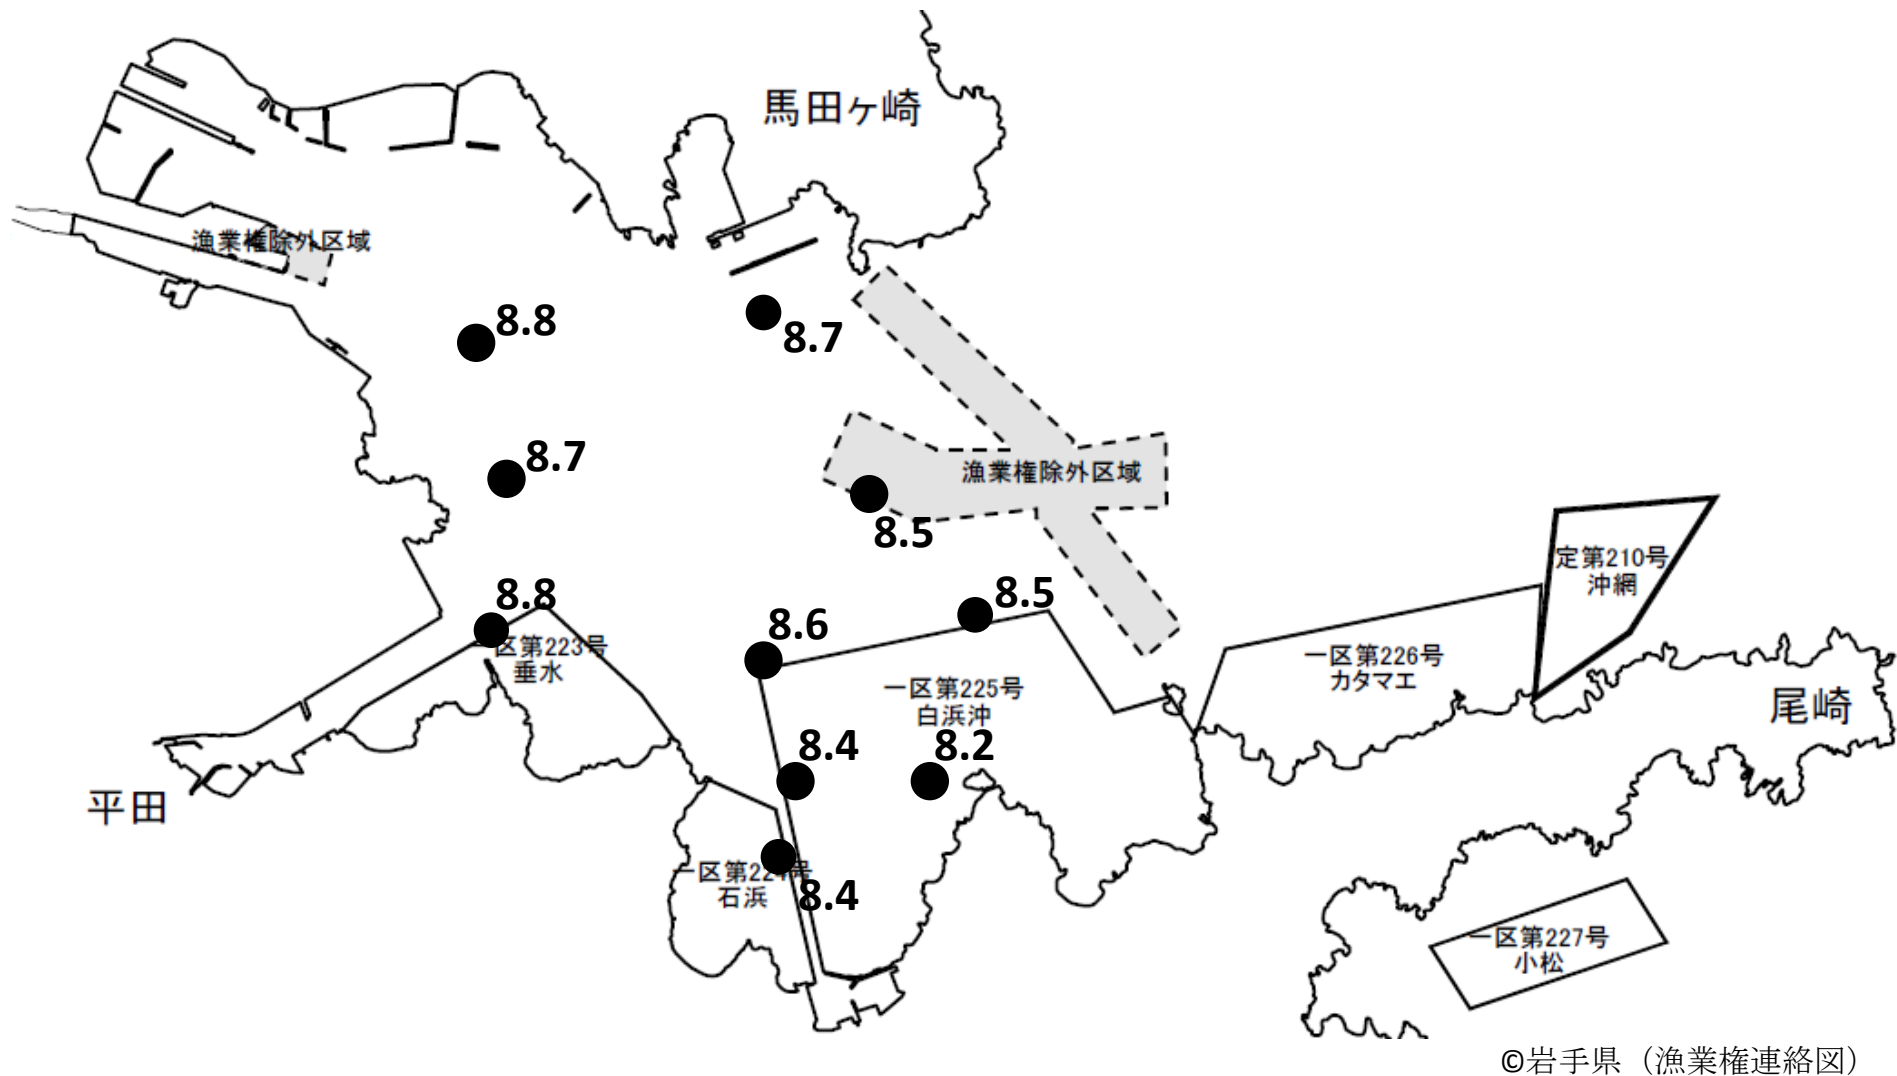 馬田ヶ崎
漁業権除外区域
8.8
8.7
8.7
漁業権除外区域
8.5
定第210号
沖網
8.8
8.5
8.6
一区第223号
垂水
一区第226号
カタマエ
一区第225号
白浜沖
尾崎
8.4
8.2
平田
一区第224号
石浜
8.4
一区第227号
小松
©岩手県（漁業権連絡図）